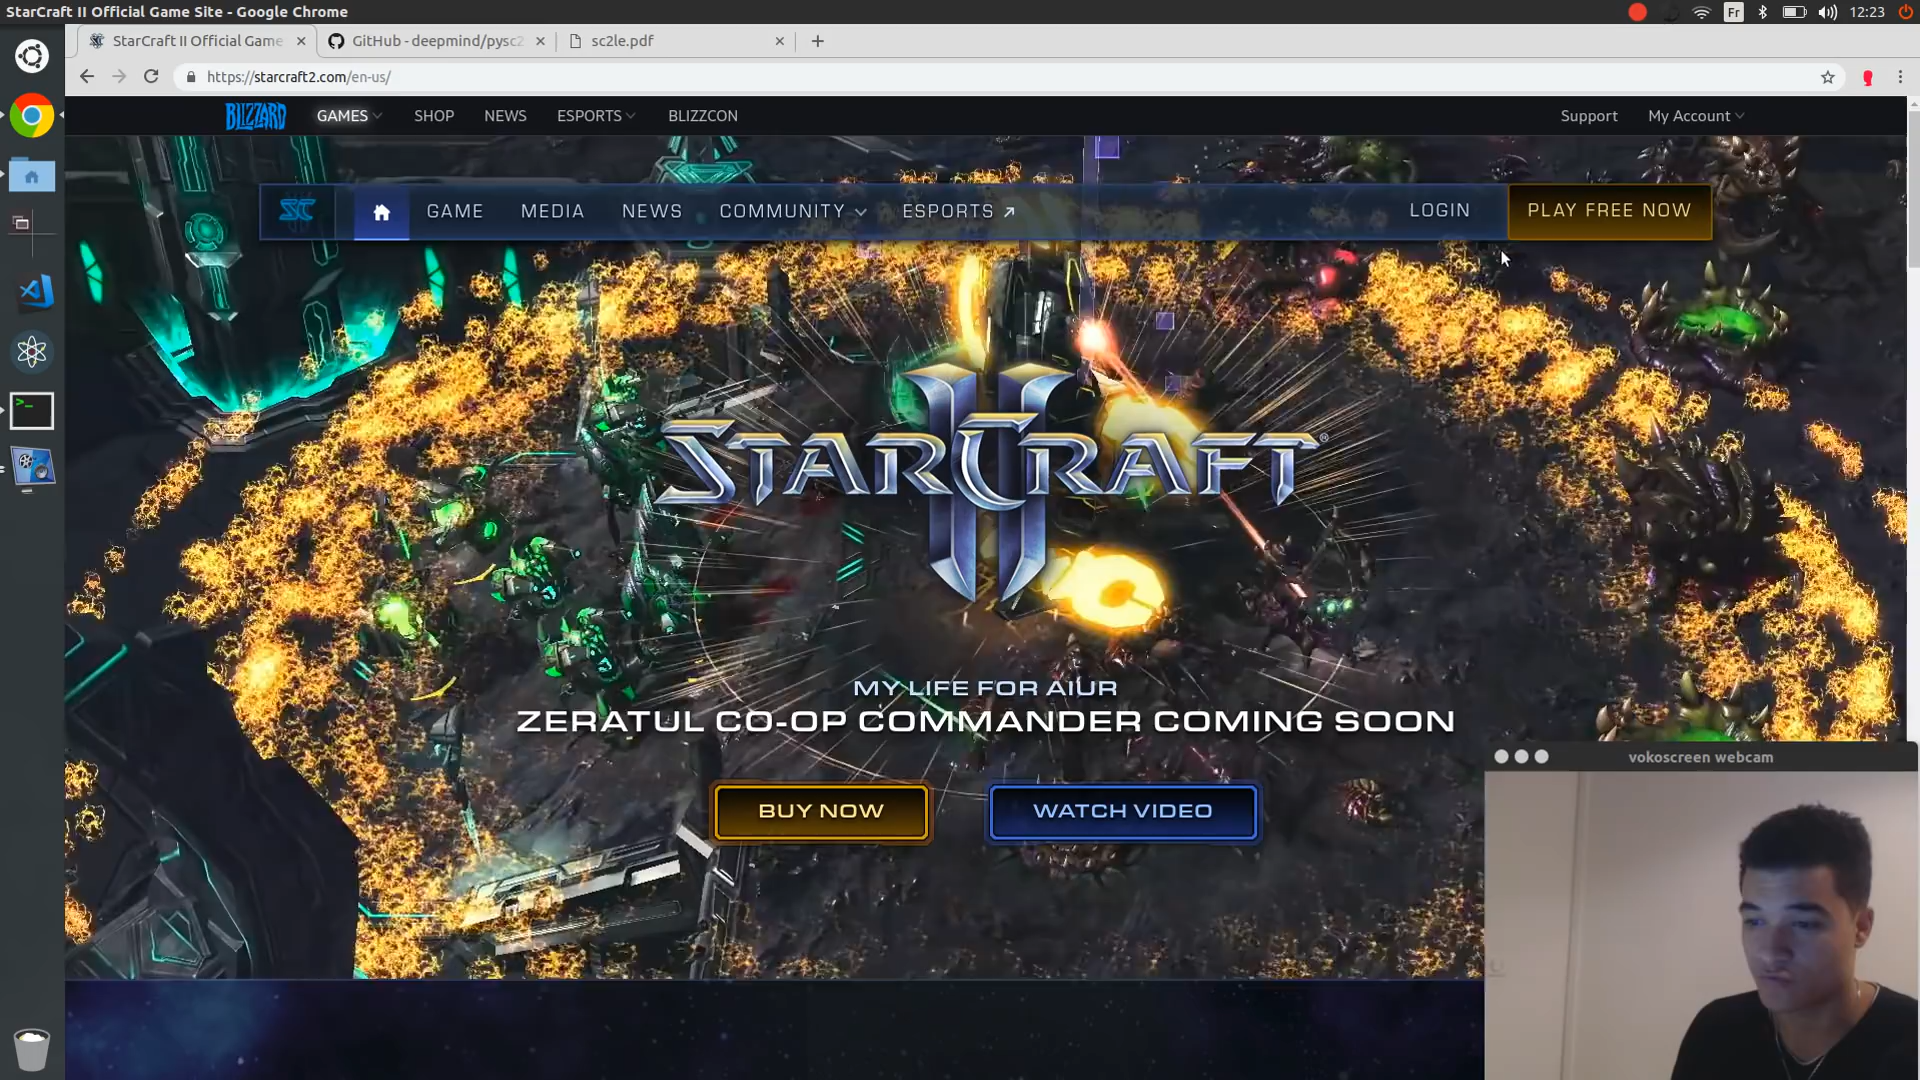 StarCraft II Official Game Site - Google Chrome
Fr
12:23
StarCraft II Official Game
GitHub - deepmind/pysc2
sc2le.pdf
https://starcraft2.com/en-us/
BLIZZARD
GAMES
SHOP
NEWS
ESPORTS
BLIZZCON
Support
My Account
SC
GAME
MEDIA
NEWS
COMMUNITY
ESPORTS
LOGIN
PLAY FREE NOW
STARCRAFT®
II
MY LIFE FOR AIUR
ZERATUL CO-OP COMMANDER COMING SOON
BUY NOW
WATCH VIDEO
vokoscreen webcam